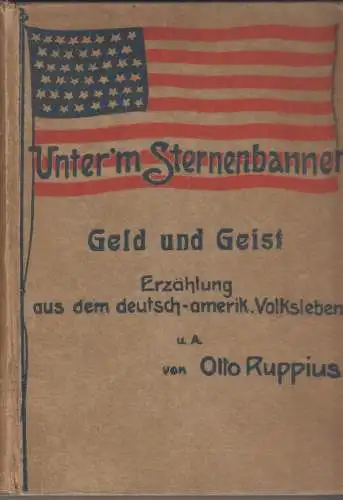 Unter'm Sternenbanner
Geld und Geist
Erzählung
aus dem deutsch-amerik. Volksleben
u. A.
von Otto Ruppius